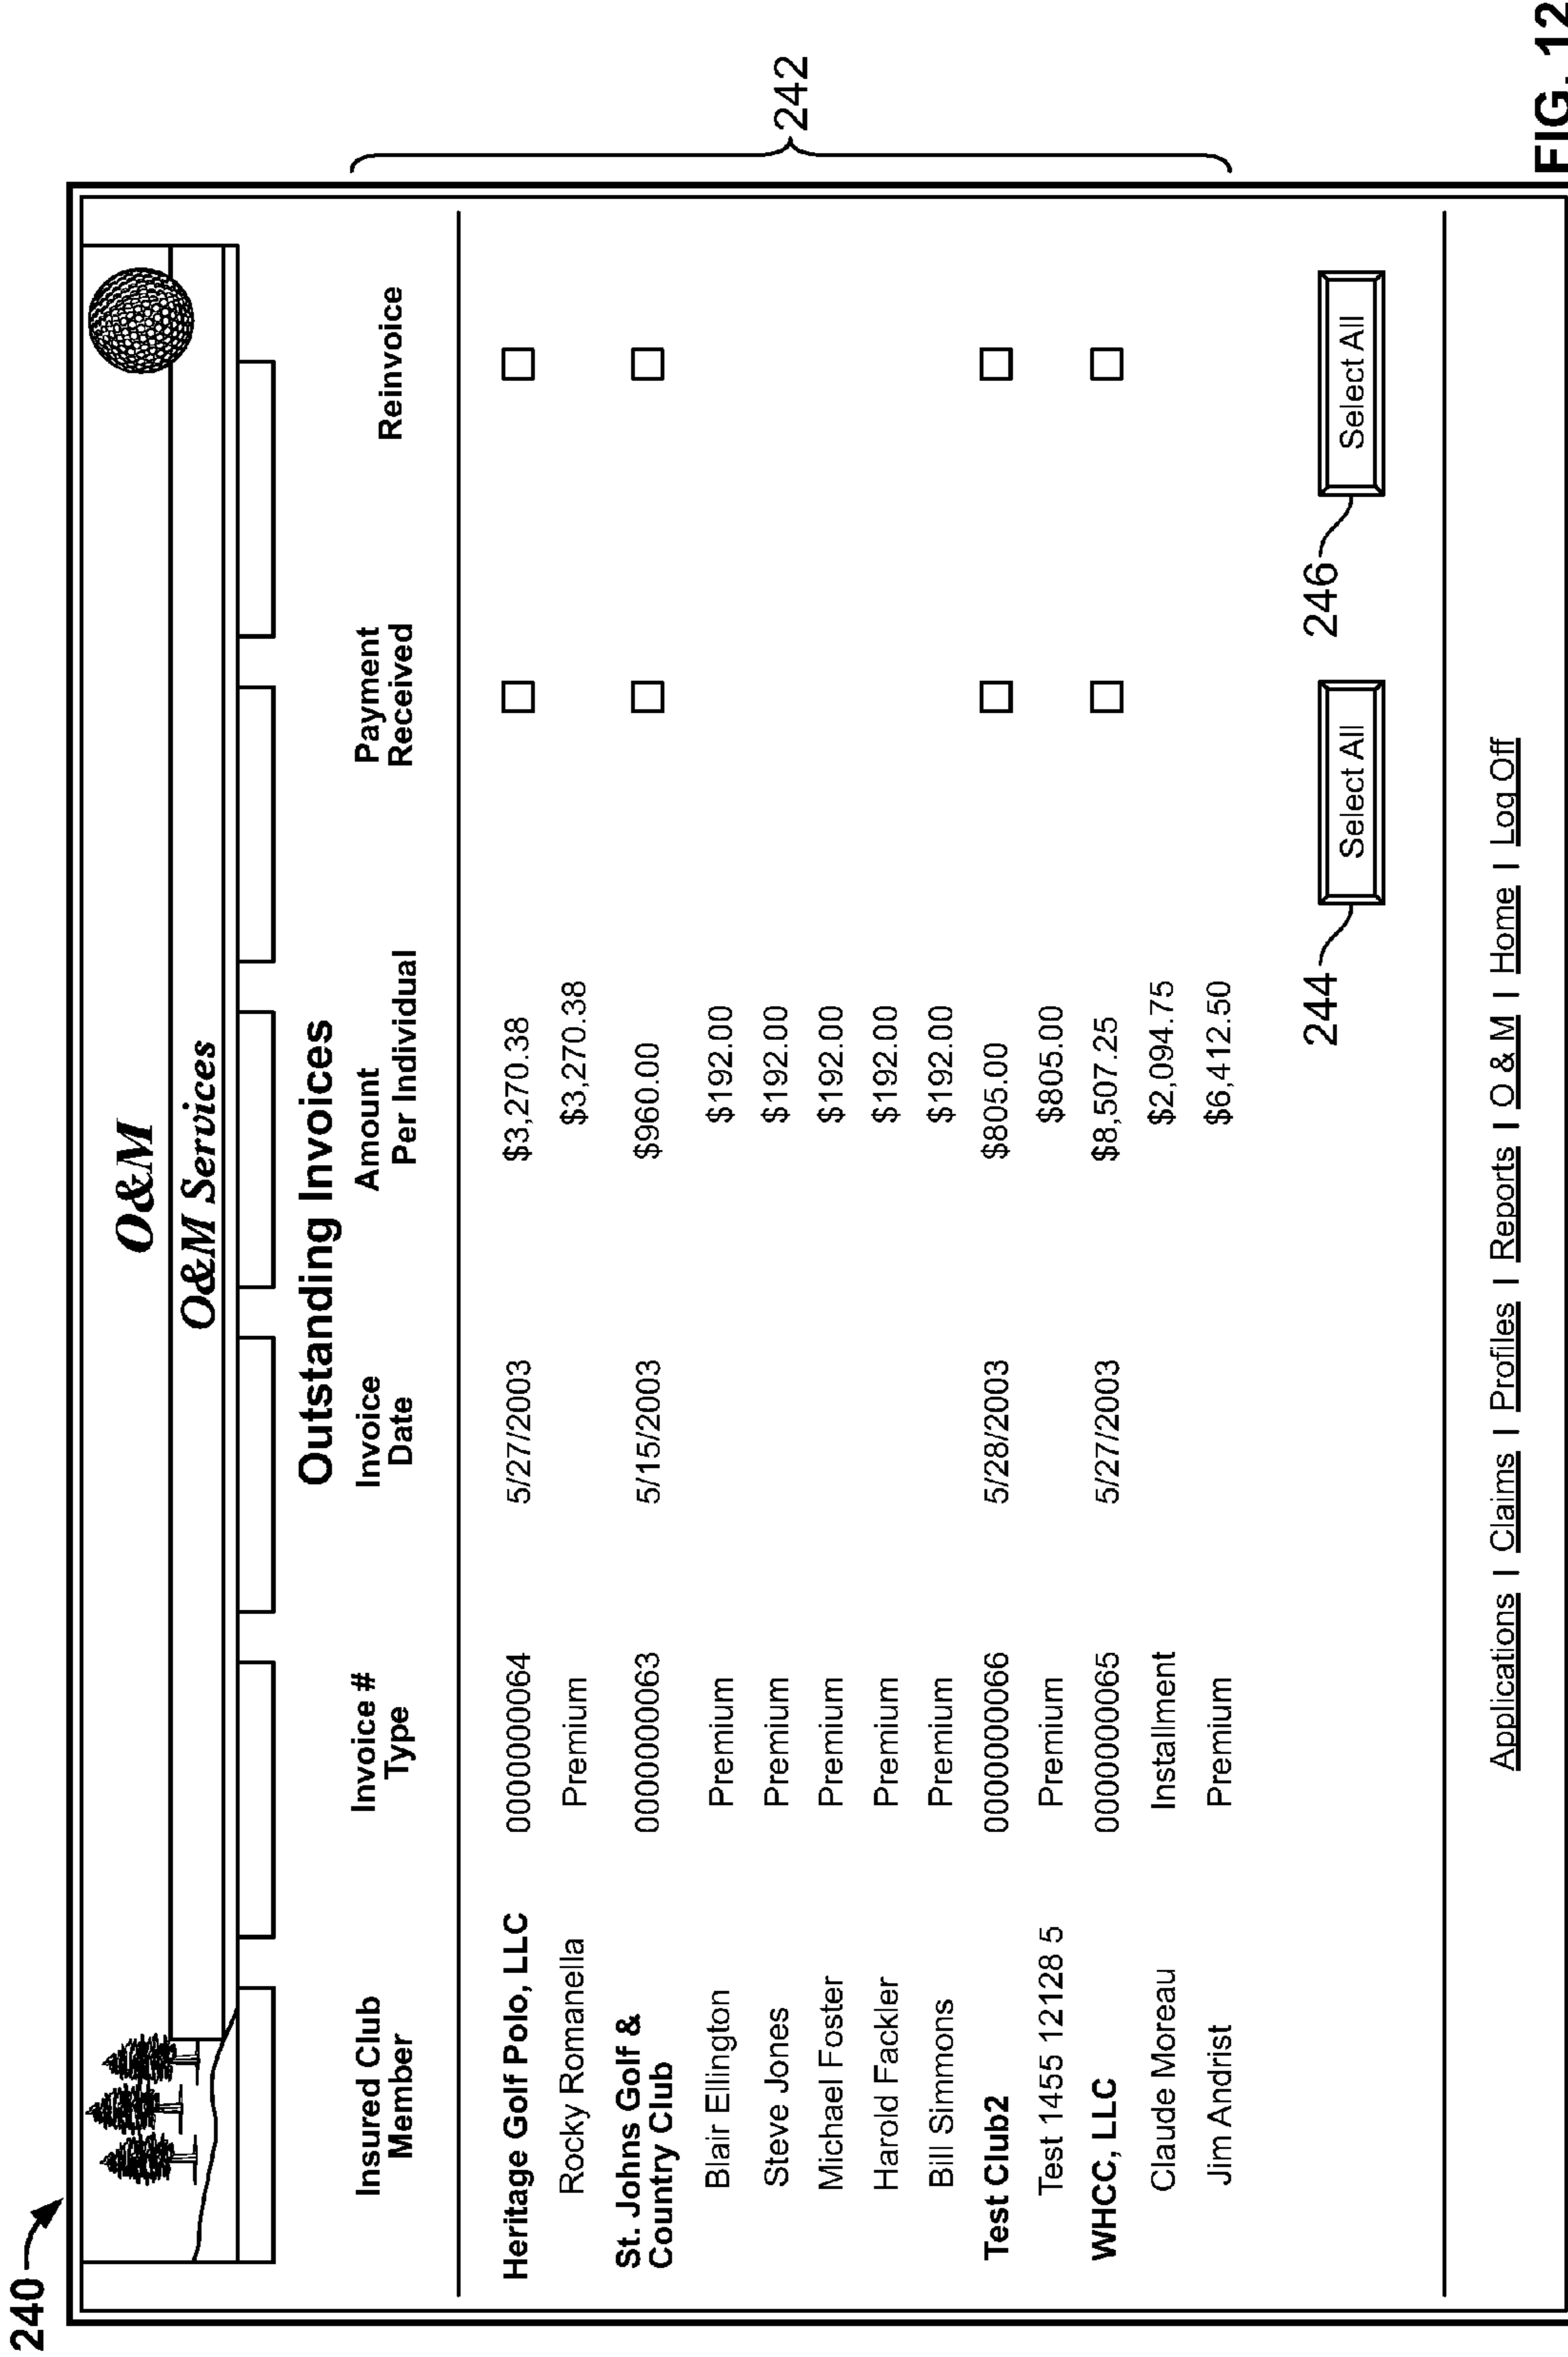 240
O&M
O&M Services
Outstanding Invoices
Insured Club Member Invoice # Type Invoice Date Amount Per Individual Payment Received Reinvoice
Heritage Golf Polo, LLC 0000000064 5/27/2003 $3,270.38
Rocky Romanella Premium $3,270.38
St. Johns Golf &
Country Club 0000000063 5/15/2003 $960.00
Blair Ellington Premium $192.00
Steve Jones Premium $192.00
Michael Foster Premium $192.00
Harold Fackler Premium $192.00
Bill Simmons Premium $192.00
Test Club2 0000000066 5/28/2003 $805.00
Test 1455 12128 5 Premium $805.00
WHCC, LLC 0000000065 5/27/2003 $8,507.25
Claude Moreau Installment $2,094.75
Jim Andrist Premium $6,412.50
242
244 Select All 246 Select All
Applications | Claims | Profiles | Reports | O & M | Home | Log Off
FIG. 12